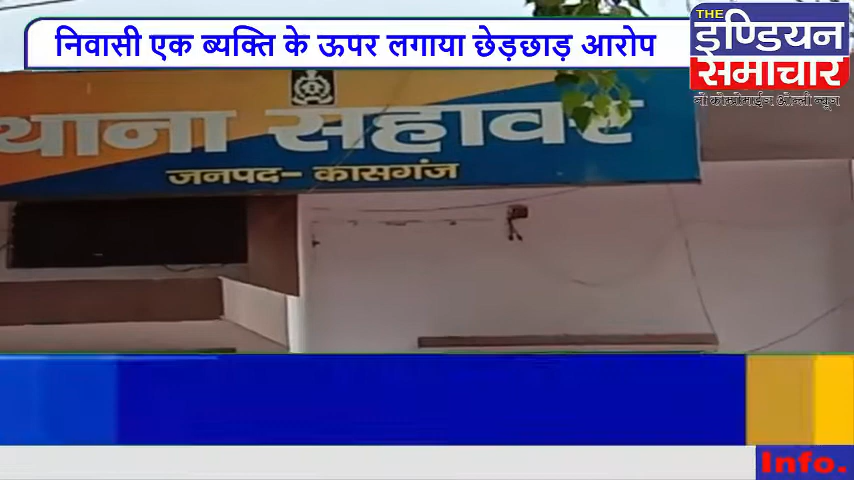 निवासी एक ब्यक्ति के ऊपर लगाया छेड़छाड़ आरोप
THE
इण्डियन
समाचार
थाना सहावर
जनपद- कासगंज
Info.